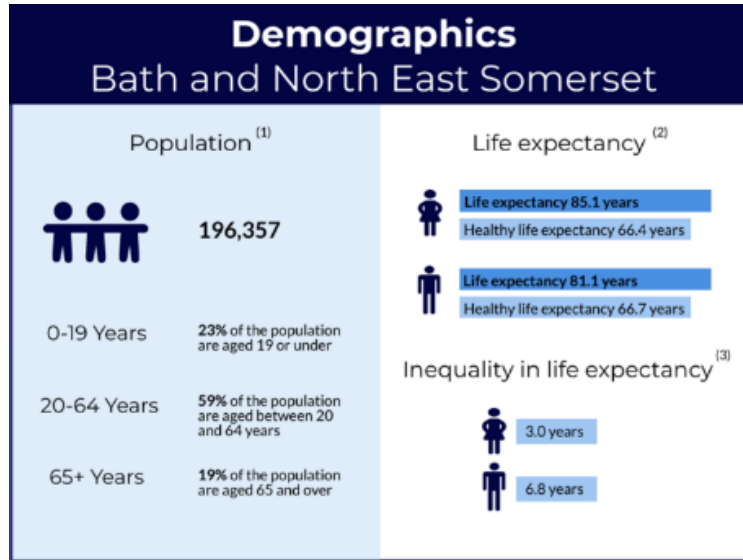 Demographics
Bath and North East Somerset
Population (1)
196,357
0-19 Years
23% of the population
are aged 19 or under
20-64 Years
59% of the population
are aged between 20
and 64 years
65+ Years
19% of the population
are aged 65 and over
Life expectancy (2)
Life expectancy 85.1 years
Healthy life expectancy 66.4 years
Life expectancy 81.1 years
Healthy life expectancy 66.7 years
Inequality in life expectancy (3)
3.0 years
6.8 years